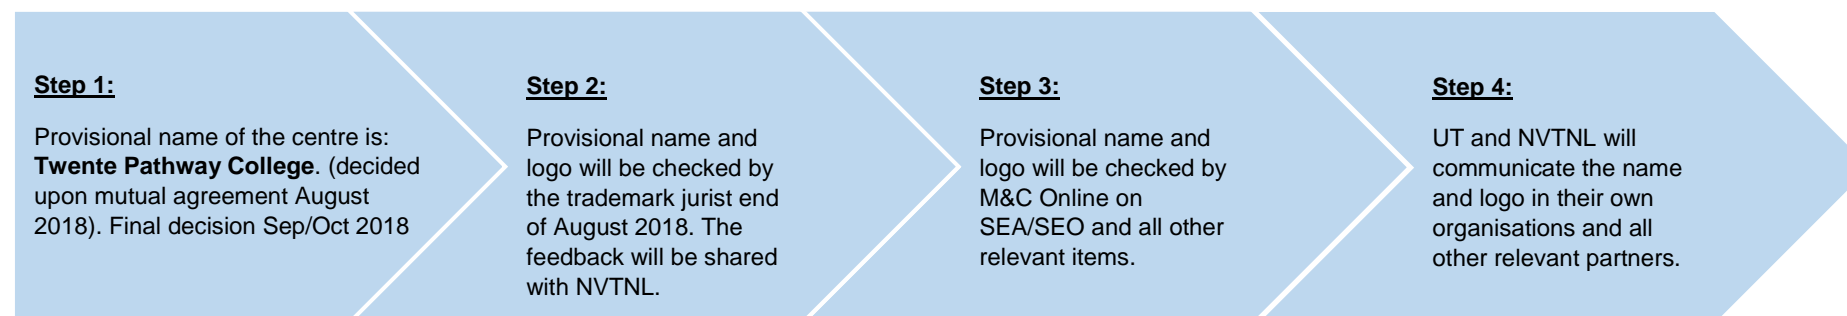 Step 1:
Provisional name of the centre is:
Twente Pathway College. (decided
upon mutual agreement August
2018). Final decision Sep/Oct 2018
Step 2:
Provisional name and
logo will be checked by
the trademark jurist end
of August 2018. The
feedback will be shared
with NVTNL.
Step 3:
Provisional name and
logo will be checked by
M&C Online on
SEA/SEO and all other
relevant items.
Step 4:
UT and NVTNL will
communicate the name
and logo in their own
organisations and all
other relevant partners.